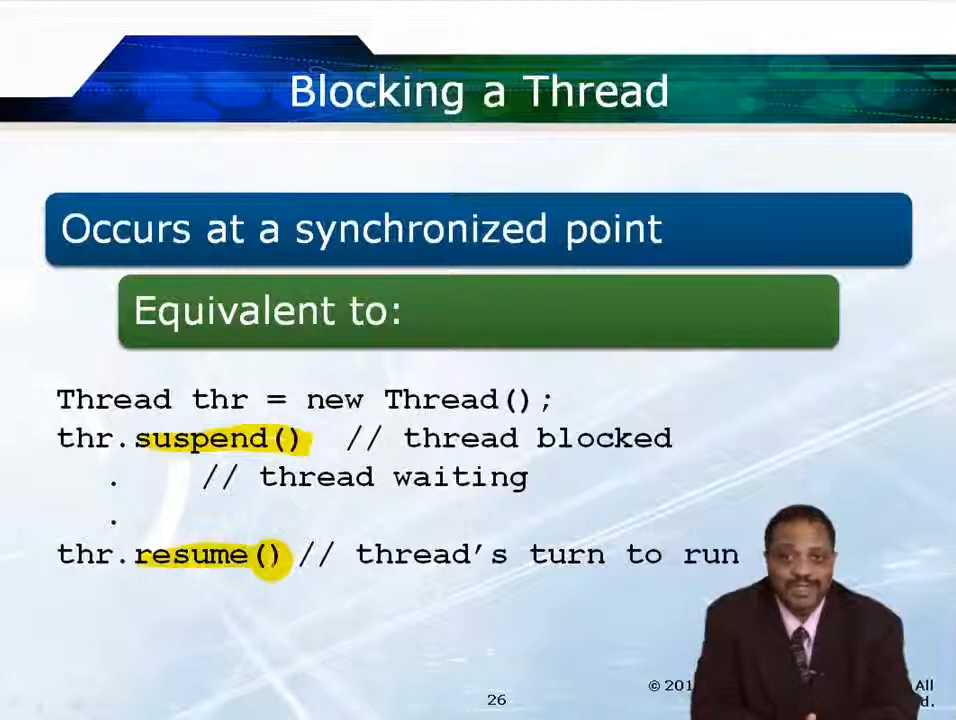 Blocking a Thread
Occurs at a synchronized point
Equivalent to:
Thread thr = new Thread();
thr.suspend() // thread blocked
. // thread waiting
.
thr.resume() // thread's turn to run
© 201 All
26 d.